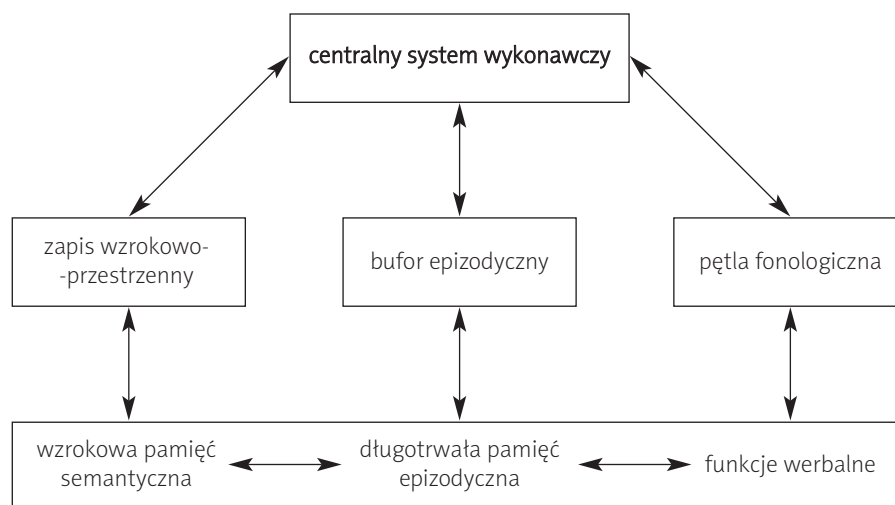 centralny system wykonawczy
zapis wzrokowo-
-przestrzenny
bufor epizodyczny
pętla fonologiczna
wzrokowa pamięć
semantyczna
długotrwała pamięć
epizodyczna
funkcje werbalne